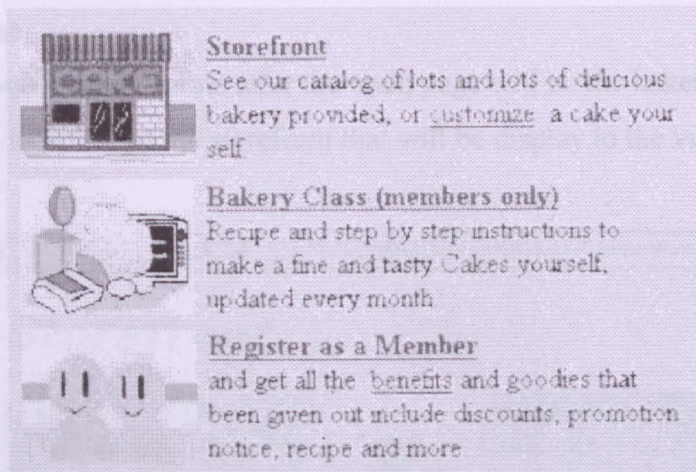 CAKE
Storefront
See our catalog of lots and lots of delicious
bakery provided, or customize a cake your
self
Bakery Class (members only)
Recipe and step by step instructions to
make a fine and tasty Cakes yourself,
updated every month
Register as a Member
and get all the benefits and goodies that
been given out include discounts, promotion
notice, recipe and more